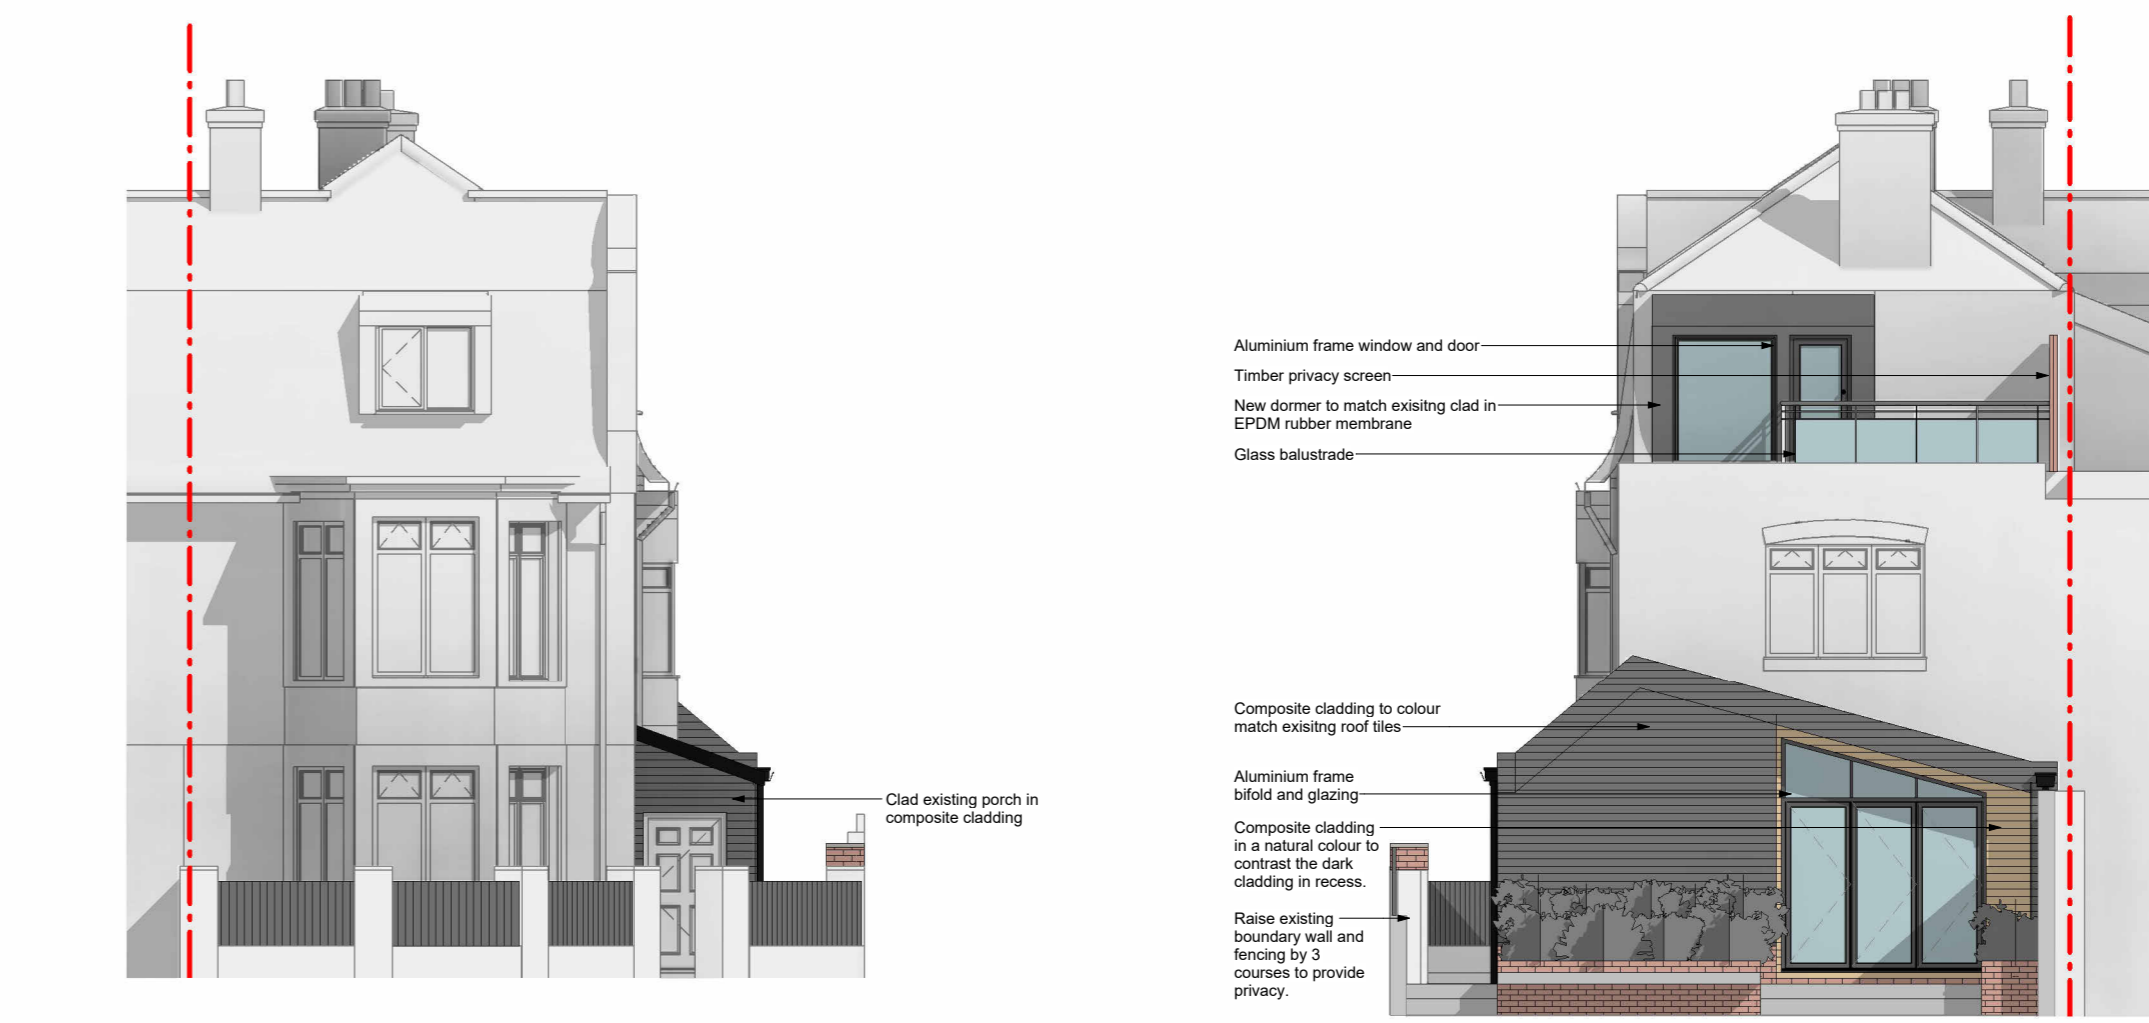 Clad existing porch in
composite cladding
Aluminium frame window and door
Timber privacy screen
New dormer to match exisitng clad in
EPDM rubber membrane
Glass balustrade
Composite cladding to colour
match exisitng roof tiles
Aluminium frame
bifold and glazing
Composite cladding
in a natural colour to
contrast the dark
cladding in recess.
Raise existing
boundary wall and
fencing by 3
courses to provide
privacy.